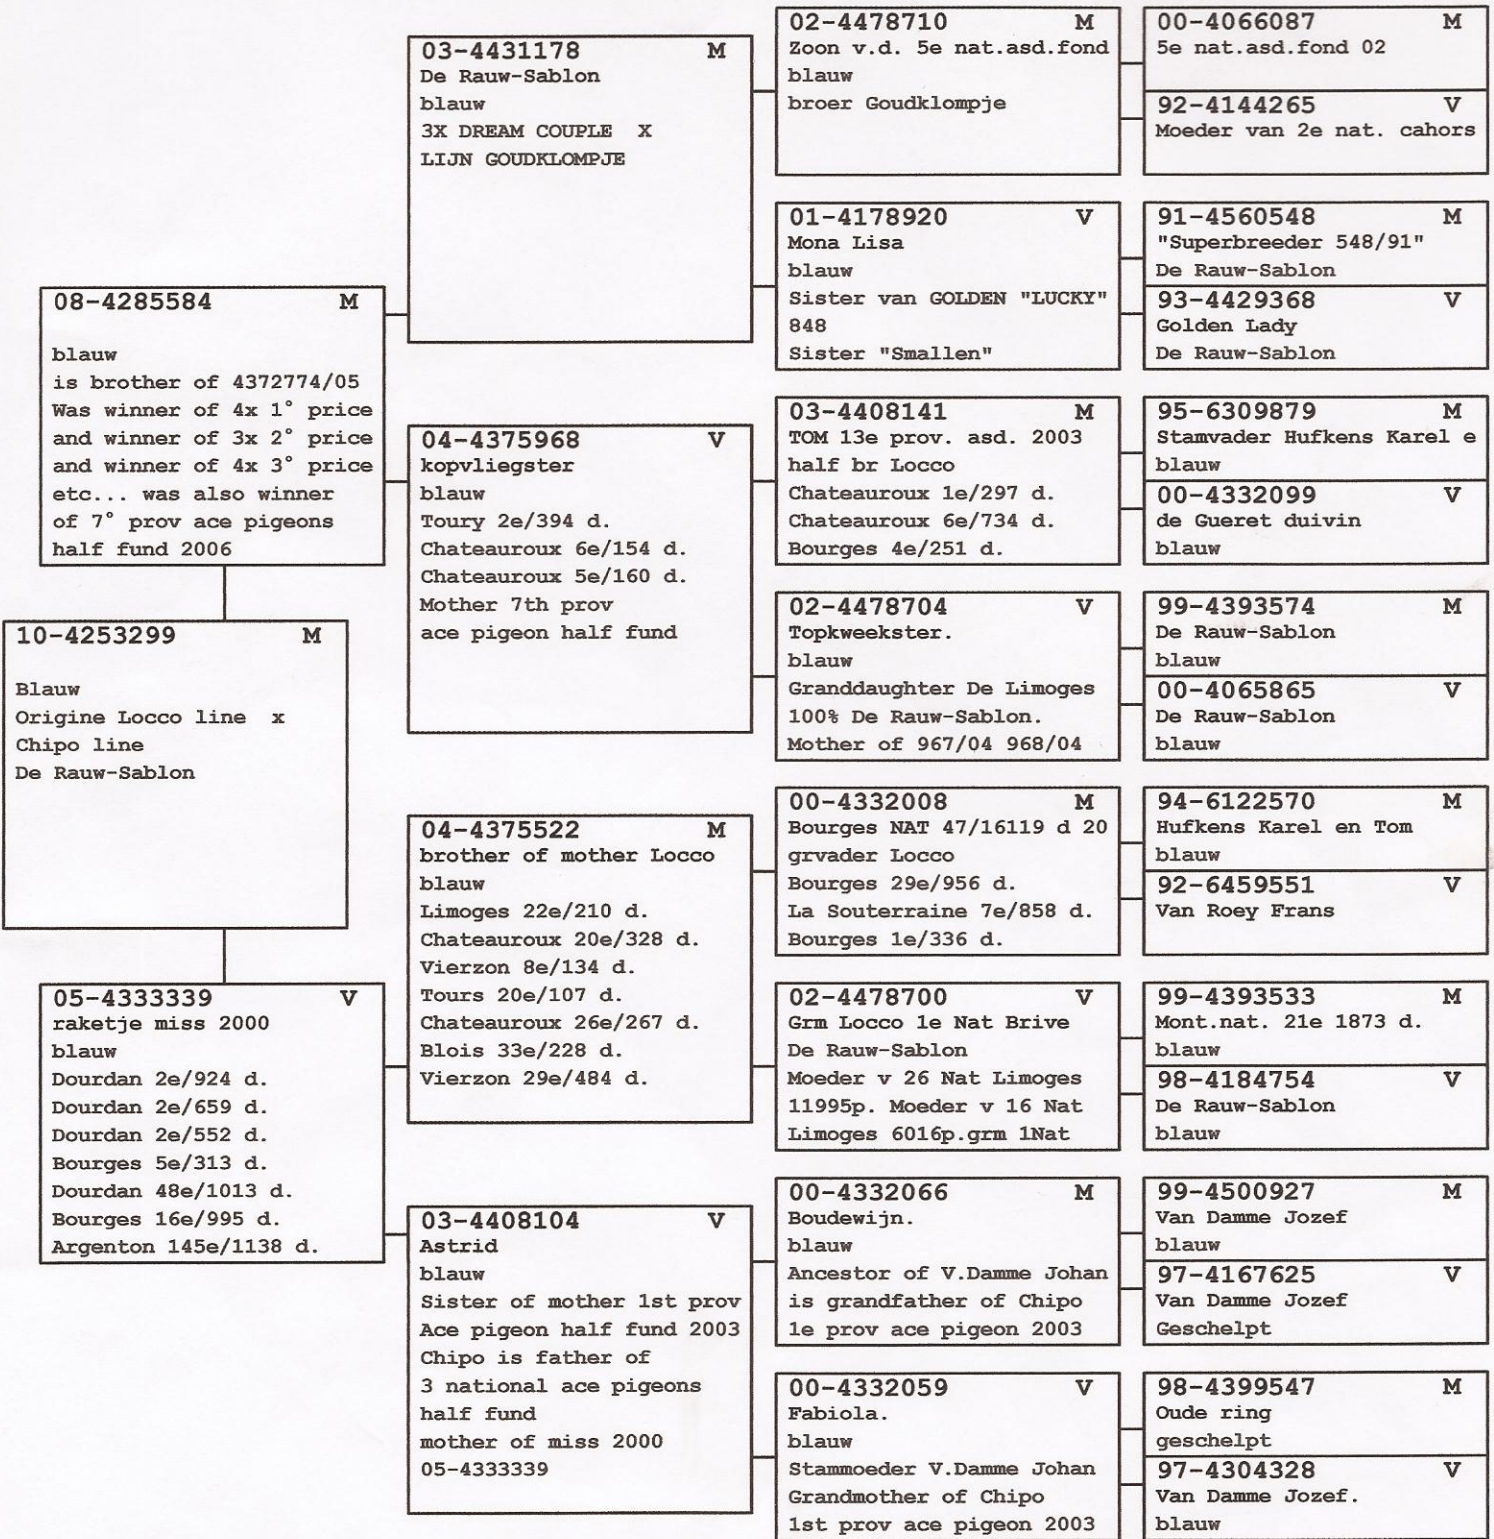 10-4253299 M
Blauw
Origine Locco line x
Chipo line
De Rauw-Sablon
08-4285584 M
blauw
is brother of 4372774/05
Was winner of 4x 1° price
and winner of 3x 2° price
and winner of 4x 3° price
etc... was also winner
of 7° prov ace pigeons
half fund 2006
05-4333339 V
raketje miss 2000
blauw
Dourdan 2e/924 d.
Dourdan 2e/659 d.
Dourdan 2e/552 d.
Bourges 5e/313 d.
Dourdan 48e/1013 d.
Bourges 16e/995 d.
Argenton 145e/1138 d.
03-4431178 M
De Rauw-Sablon
blauw
3X DREAM COUPLE X
LIJN GOUDKLOMPJE
04-4375968 V
kopvliegster
blauw
Toury 2e/394 d.
Chateauroux 6e/154 d.
Chateauroux 5e/160 d.
Mother 7th prov
ace pigeon half fund
04-4375522 M
brother of mother Locco
blauw
Limoges 22e/210 d.
Chateauroux 20e/328 d.
Vierzon 8e/134 d.
Tours 20e/107 d.
Chateauroux 26e/267 d.
Blois 33e/228 d.
Vierzon 29e/484 d.
03-4408104 V
Astrid
blauw
Sister of mother 1st prov
Ace pigeon half fund 2003
Chipo is father of
3 national ace pigeons
half fund
mother of miss 2000
05-4333339
02-4478710 M
Zoon v.d. 5e nat.asd.fond
blauw
broer Goudklompje
01-4178920 V
Mona Lisa
blauw
Sister van GOLDEN "LUCKY"
848
Sister "Smallen"
03-4408141 M
TOM 13e prov. asd. 2003
half br Locco
Chateauroux 1e/297 d.
Chateauroux 6e/734 d.
Bourges 4e/251 d.
02-4478704 V
Topkweekster.
blauw
Granddaughter De Limoges
100% De Rauw-Sablon.
Mother of 967/04 968/04
00-4332008 M
Bourges NAT 47/16119 d 20
grvader Locco
Bourges 29e/956 d.
La Souterraine 7e/858 d.
Bourges 1e/336 d.
02-4478700 V
Grm Locco 1e Nat Brive
De Rauw-Sablon
Moeder v 26 Nat Limoges
11995p. Moeder v 16 Nat
Limoges 6016p.grm 1Nat
00-4332066 M
Boudewijn.
blauw
Ancestor of V.Damme Johan
is grandfather of Chipo
1e prov ace pigeon 2003
00-4332059 V
Fabiola.
blauw
Stammoeder V.Damme Johan
Grandmother of Chipo
1st prov ace pigeon 2003
00-4066087 M
5e nat.asd.fond 02
92-4144265 V
Moeder van 2e nat. cahors
91-4560548 M
"Superbreeder 548/91"
De Rauw-Sablon
93-4429368 V
Golden Lady
De Rauw-Sablon
95-6309879 M
Stamvader Hufkens Karel e
blauw
00-4332099 V
de Gueret duivin
blauw
99-4393574 M
De Rauw-Sablon
blauw
00-4065865 V
De Rauw-Sablon
blauw
94-6122570 M
Hufkens Karel en Tom
blauw
92-6459551 V
Van Roey Frans
99-4393533 M
Mont.nat. 21e 1873 d.
blauw
98-4184754 V
De Rauw-Sablon
blauw
99-4500927 M
Van Damme Jozef
blauw
97-4167625 V
Van Damme Jozef
Geschelpt
98-4399547 M
Oude ring
geschelpt
97-4304328 V
Van Damme Jozef.
blauw